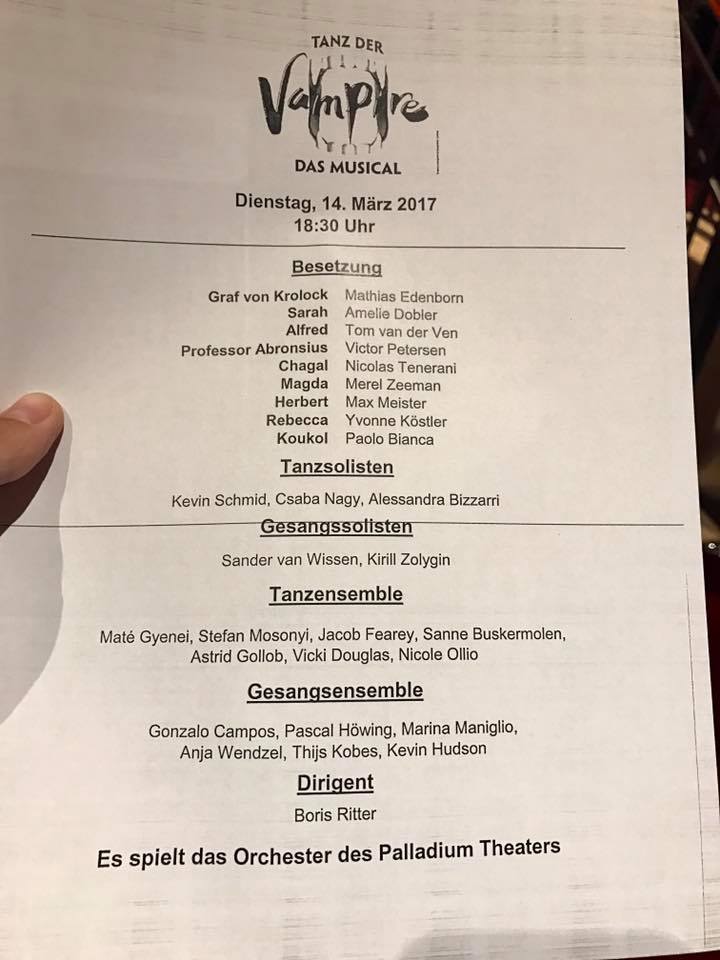 TANZ DER
Vampire
DAS MUSICAL
Dienstag, 14. März 2017
18:30 Uhr
Besetzung
Graf von Krolock Mathias Edenborn
Sarah Amelie Dobler
Alfred Tom van der Ven
Professor Abronsius Victor Petersen
Chagal Nicolas Tenerani
Magda Merel Zeeman
Herbert Max Meister
Rebecca Yvonne Köstler
Koukol Paolo Bianca
Tanzsolisten
Kevin Schmid, Csaba Nagy, Alessandra Bizzarri
Gesangssolisten
Sander van Wissen, Kirill Zolygin
Tanzensemble
Maté Gyenei, Stefan Mosonyi, Jacob Fearey, Sanne Buskermolen,
Astrid Gollob, Vicki Douglas, Nicole Ollio
Gesangsensemble
Gonzalo Campos, Pascal Höwing, Marina Maniglio,
Anja Wendzel, Thijs Kobes, Kevin Hudson
Dirigent
Boris Ritter
Es spielt das Orchester des Palladium Theaters